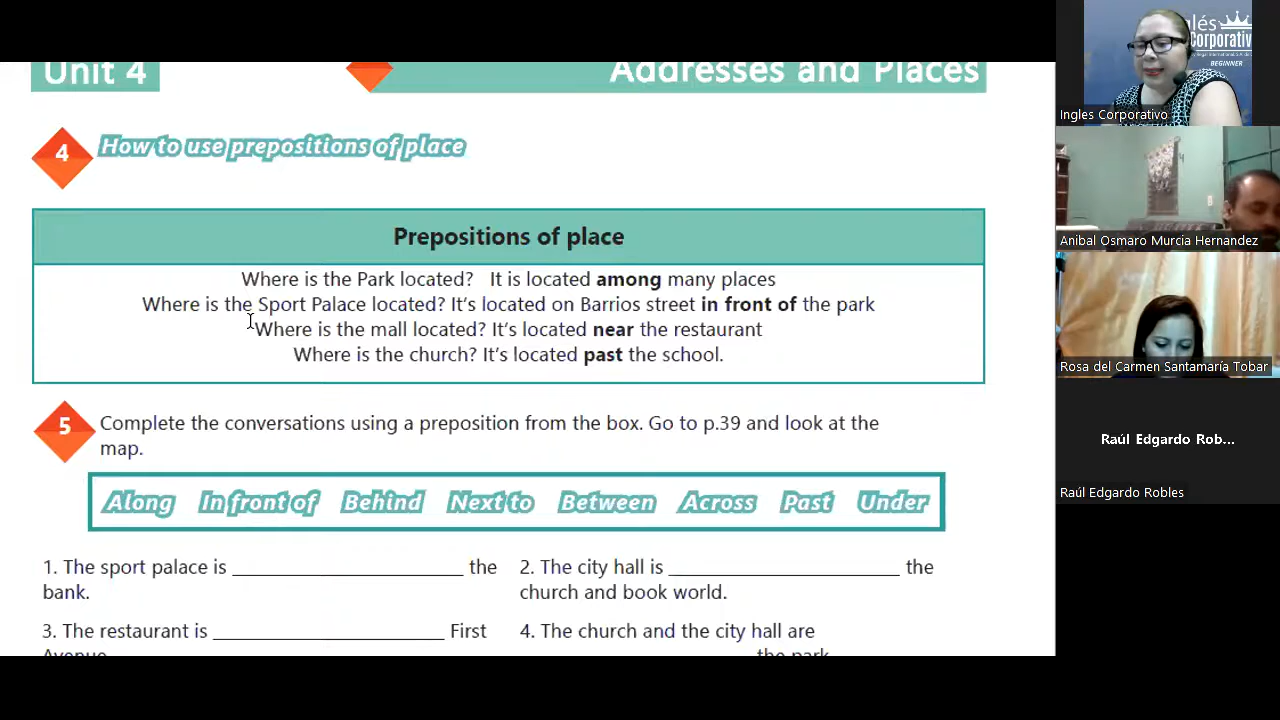 Unit 4
Addresses and Places
4
How to use prepositions of place
Prepositions of place
Where is the Park located? It is located among many places
Where is the Sport Palace located? It's located on Barrios street in front of the park
Where is the mall located? It's located near the restaurant
Where is the church? It's located past the school.
5
Complete the conversations using a preposition from the box. Go to p.39 and look at the
map.
Along In front of Behind Next to Between Across Past Under
1. The sport palace is ______________________ the
bank.
2. The city hall is ______________________ the
church and book world.
3. The restaurant is ______________________ First
Avenue
4. The church and the city hall are
______________________ the park
Corporativo
BEGINNER
Ingles Corporativo
Anibal Osmaro Murcia Hernandez
Rosa del Carmen Santamaría Tobar
Raúl Edgardo Rob...
Raúl Edgardo Robles